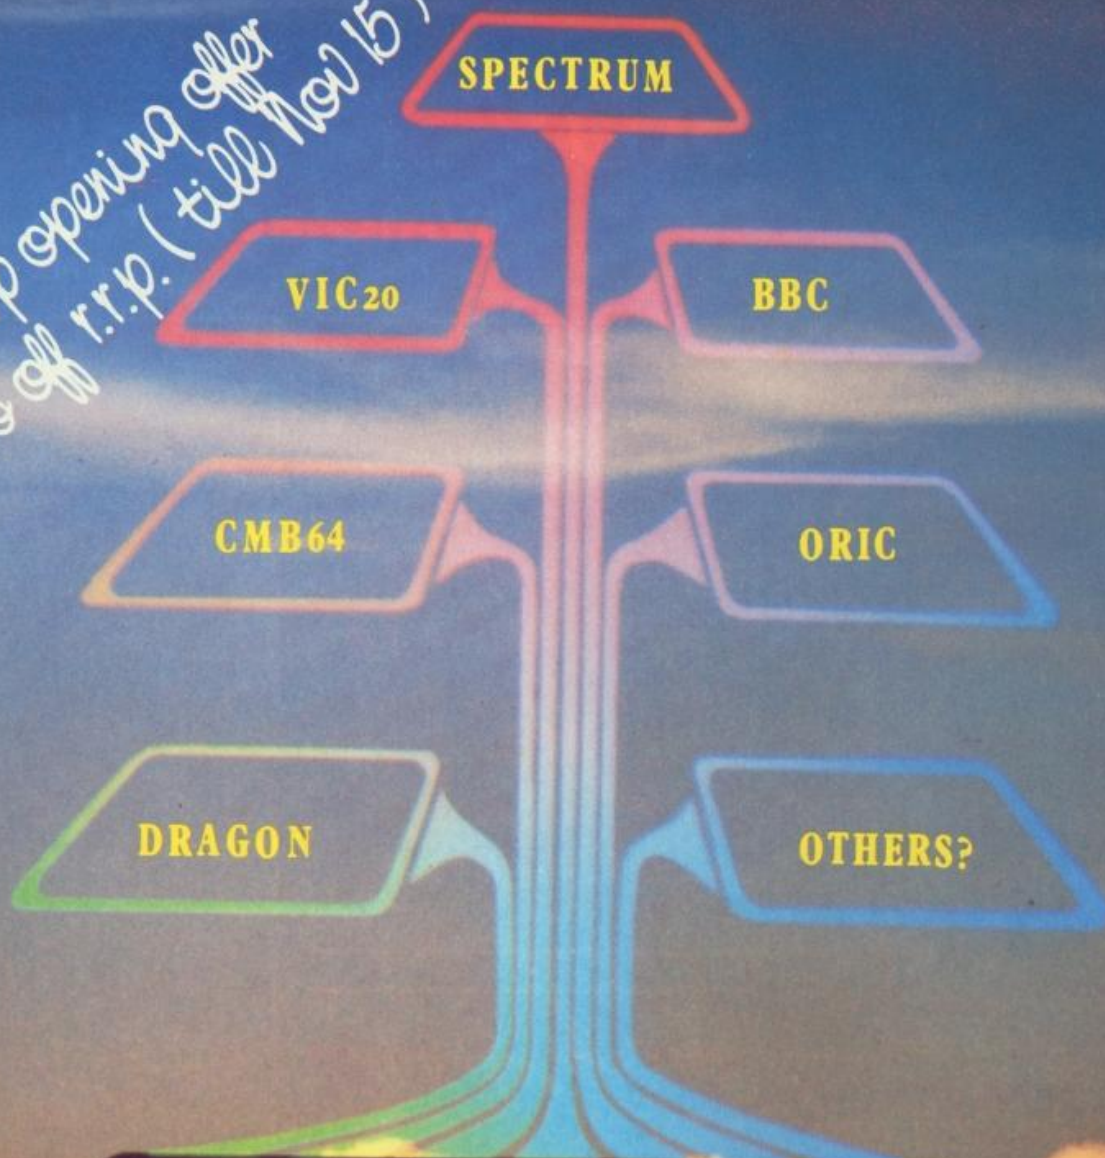 opening offer
off r.r.p. (till Nov 15)
SPECTRUM
VIC20
BBC
CMB64
ORIC
DRAGON
OTHERS?